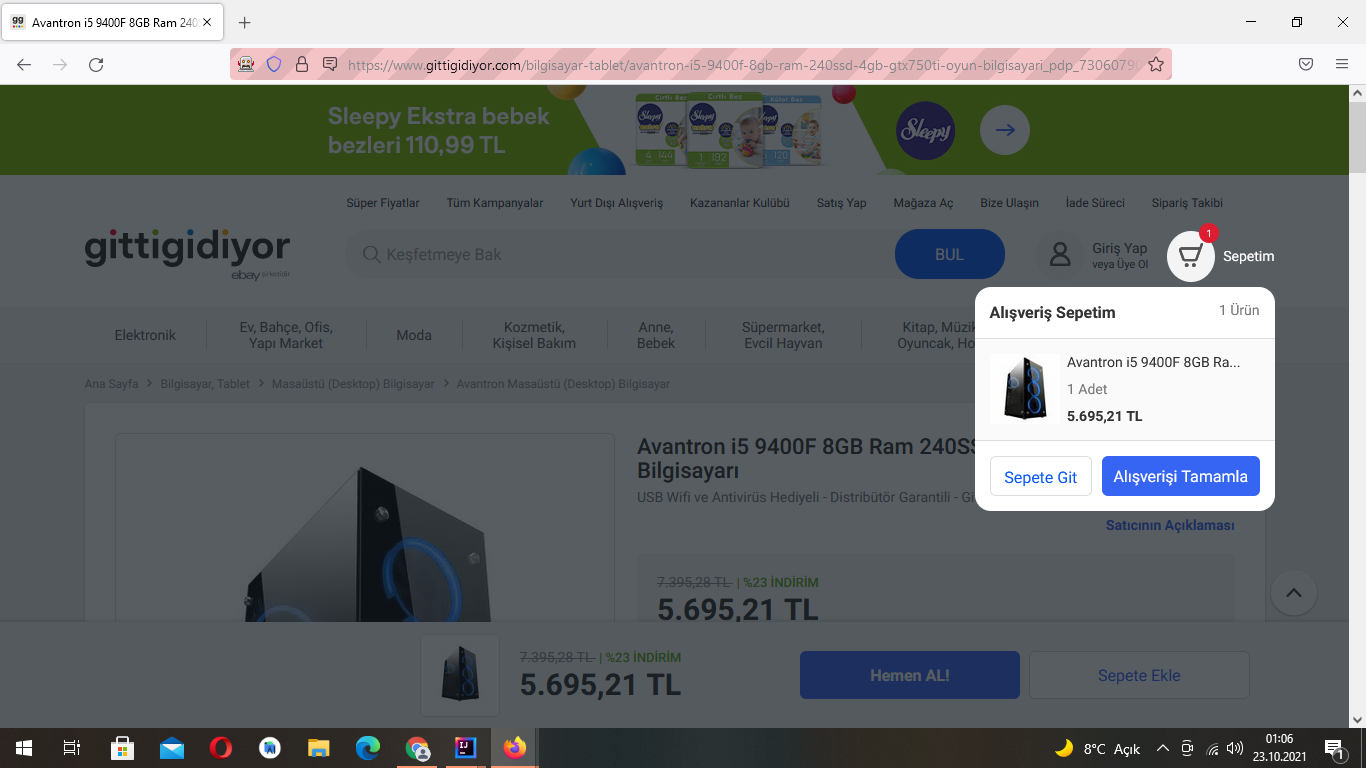 Avantron i5 9400F 8GB Ram 240
https://www.gittigidiyor.com/bilgisayar-tablet/avantron-i5-9400f-8gb-ram-240ssd-4gb-gtx750ti-oyun-bilgisayari_pdp_7306079
Sleepy Ekstra bebek
bezleri 110,99 TL
Sleepy
Süper Fiyatlar
Tüm Kampanyalar
Yurt Dışı Alışveriş
Kazananlar Kulübü
Satış Yap
Mağaza Aç
Bize Ulaşın
İade Süreci
Sipariş Takibi
gittigidiyor
ebay şirketidir
Keşfetmeye Bak
BUL
Giriş Yap
veya Üye Ol
1
Sepetim
Elektronik
Ev, Bahçe, Ofis,
Yapı Market
Moda
Kozmetik,
Kişisel Bakım
Anne,
Bebek
Süpermarket,
Evcil Hayvan
Kitap, Müzik
Oyuncak, Ho
Alışveriş Sepetim
1 Ürün
Avantron i5 9400F 8GB Ra...
1 Adet
5.695,21 TL
Sepete Git
Alışverişi Tamamla
Ana Sayfa > Bilgisayar, Tablet > Masaüstü (Desktop) Bilgisayar > Avantron Masaüstü (Desktop) Bilgisayar
Avantron i5 9400F 8GB Ram 240SS
Bilgisayarı
USB Wifi ve Antivirüs Hediyeli - Distribütör Garantili - Gi
Satıcının Açıklaması
7.395,28 TL | %23 İNDİRİM
5.695,21 TL
7.395,28 TL | %23 İNDİRİM
5.695,21 TL
Hemen AL!
Sepete Ekle
8°C Açık
01:06
23.10.2021
1